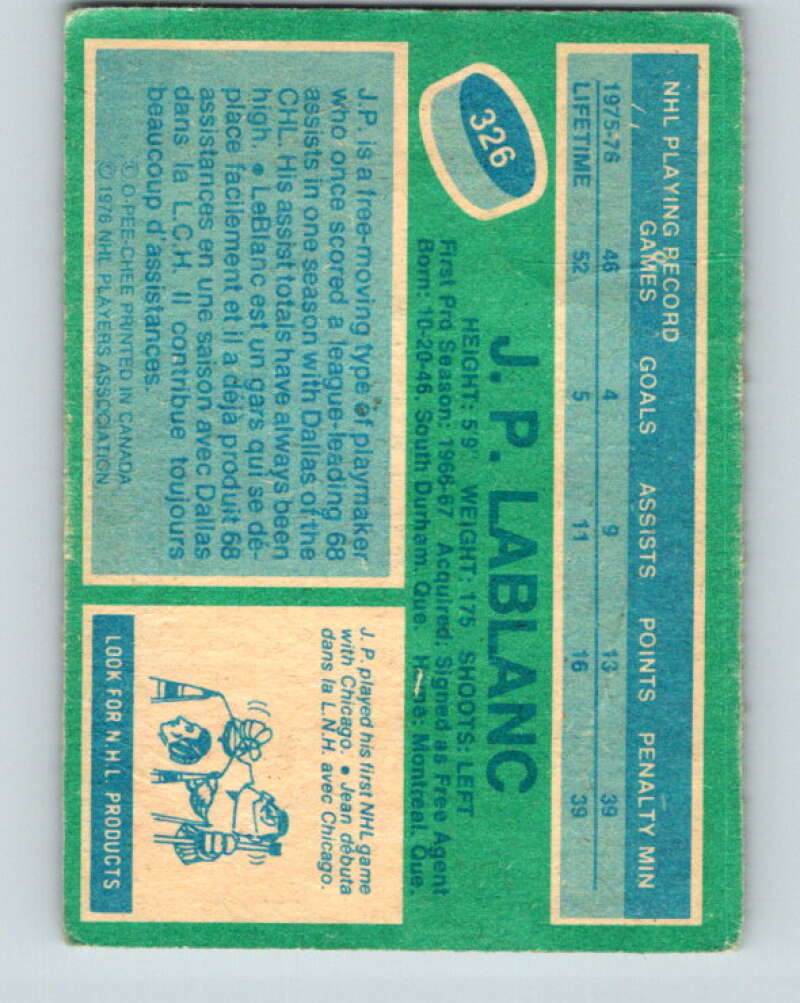 NHL PLAYING RECORD
GAMES GOALS ASSISTS POINTS PENALTY MIN
1975-76 46 4 9 13 39
LIFETIME 52 5 11 16 39
326
J. P. LABLANC
HEIGHT: 5'9" WEIGHT: 175 SHOOTS: LEFT
First Pro Season: 1966-67 Acquired: Signed as Free Agent
Born: 10-20-46. South Durham. Que. Home: Montreal. Que.
J.P. is a free-moving type of playmaker
who once scored a league-leading 68
assists in one season with Dallas of the
CHL. His assist totals have always been
high. • LeBlanc est un gars qui se dé-
place facilement et il a déjà produit 68
assistances en une saison avec Dallas
dans la L.C.H. Il contribue toujours
beaucoup d'assistances.
© O-PEE-CHEE PRINTED IN CANADA
© 1976 NHL PLAYERS ASSOCIATION
J. P. played his first NHL game
with Chicago. • Jean débuta
dans la L.N.H. avec Chicago.
LOOK FOR N.H.L. PRODUCTS